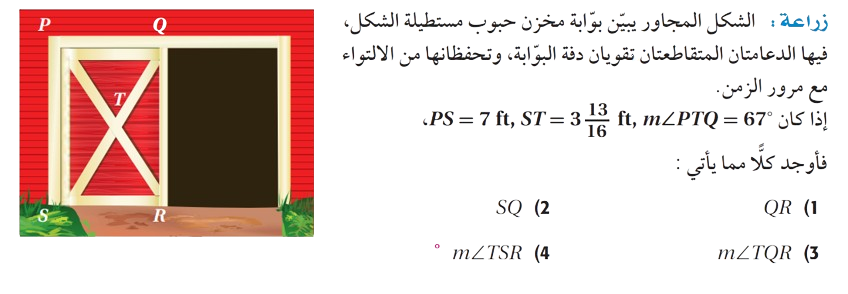 زراعة : الشكل المجاور يبيّن بوّابة مخزن حبوب مستطيلة الشكل،
فيها الدعامتان المتقاطعتان تقويان دفة البوّابة، وتحفظانها من الالتواء
مع مرور الزمن.
إذا كان PS = 7 ft, ST = 3 13/16 ft, m∠PTQ = 67°،
فأوجد كلًّا مما يأتي :
QR (1
SQ (2
m∠TQR (3
m∠TSR (4
°
P Q
T
S R